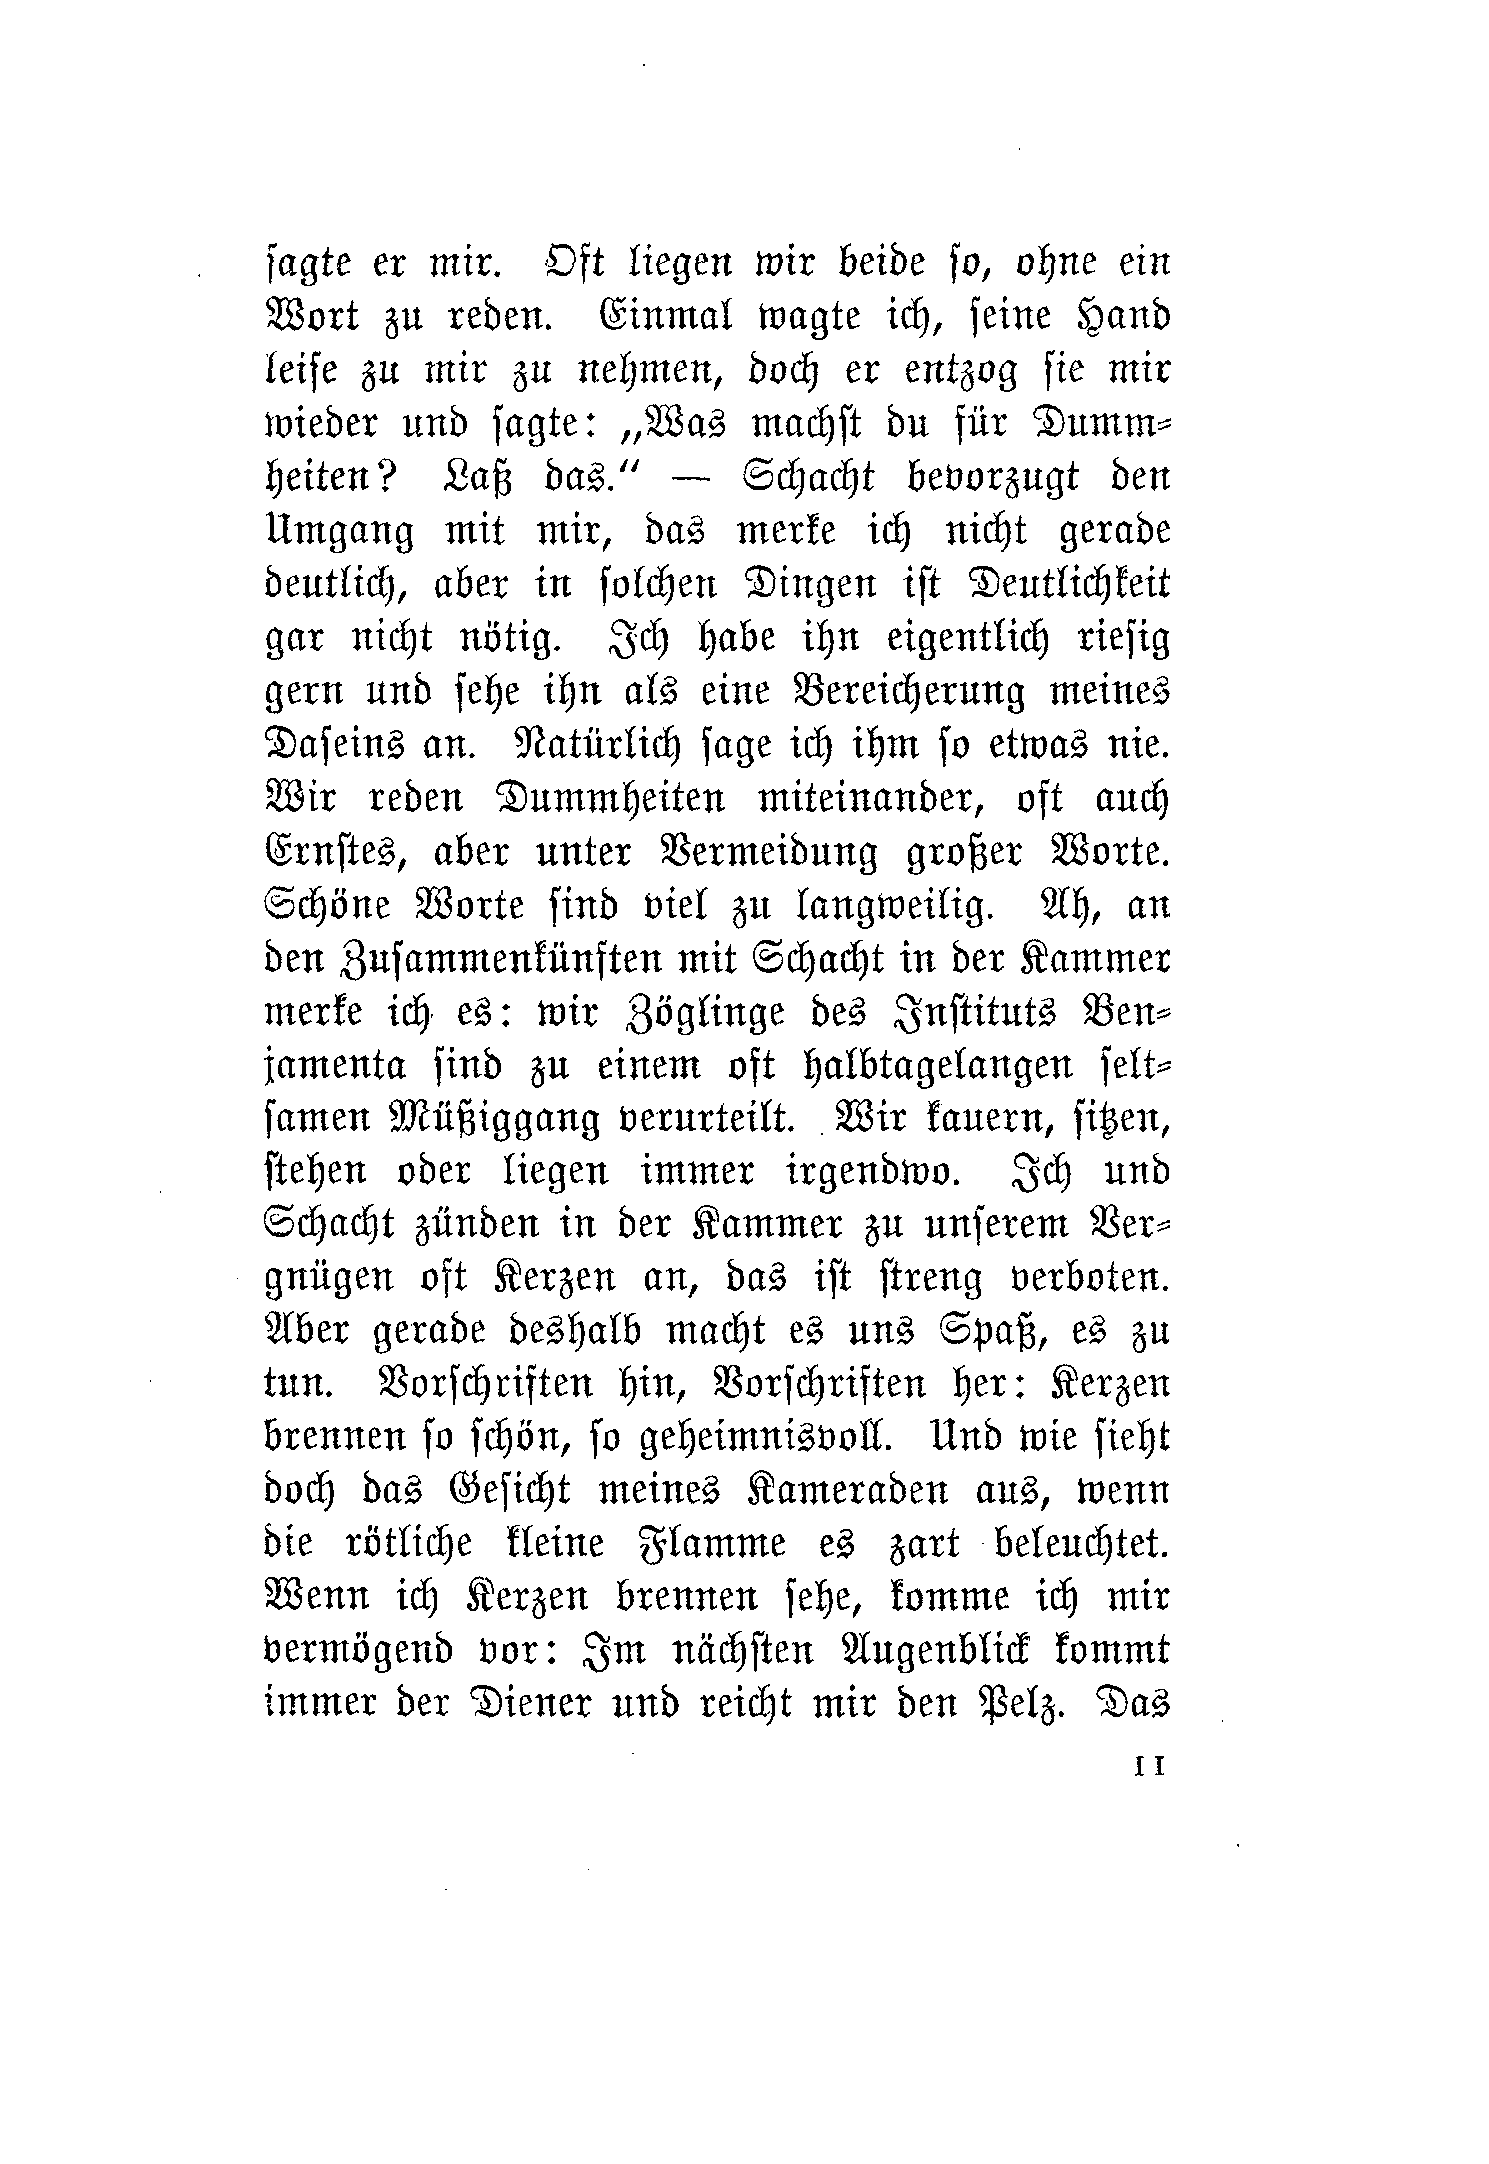 sagte er mir. Oft liegen wir beide so, ohne ein
Wort zu reden. Einmal wagte ich, seine Hand
leise zu mir zu nehmen, doch er entzog sie mir
wieder und sagte: „Was machst du für Dumm-
heiten? Laß das.“ — Schacht bevorzugt den
Umgang mit mir, das merke ich nicht gerade
deutlich, aber in solchen Dingen ist Deutlichkeit
gar nicht nötig. Ich habe ihn eigentlich riesig
gern und sehe ihn als eine Bereicherung meines
Daseins an. Natürlich sage ich ihm so etwas nie.
Wir reden Dummheiten miteinander, oft auch
Ernstes, aber unter Vermeidung großer Worte.
Schöne Worte sind viel zu langweilig. Ah, an
den Zusammenkünften mit Schacht in der Kammer
merke ich es: wir Zöglinge des Instituts Ben-
jamenta sind zu einem oft halbtagelangen selt-
samen Müßiggang verurteilt. Wir kauern, sitzen,
stehen oder liegen immer irgendwo. Ich und
Schacht zünden in der Kammer zu unserem Ver-
gnügen oft Kerzen an, das ist streng verboten.
Aber gerade deshalb macht es uns Spaß, es zu
tun. Vorschriften hin, Vorschriften her: Kerzen
brennen so schön, so geheimnisvoll. Und wie sieht
doch das Gesicht meines Kameraden aus, wenn
die rötliche kleine Flamme es zart beleuchtet.
Wenn ich Kerzen brennen sehe, komme ich mir
vermögend vor: Im nächsten Augenblick kommt
immer der Diener und reicht mir den Pelz. Das
11